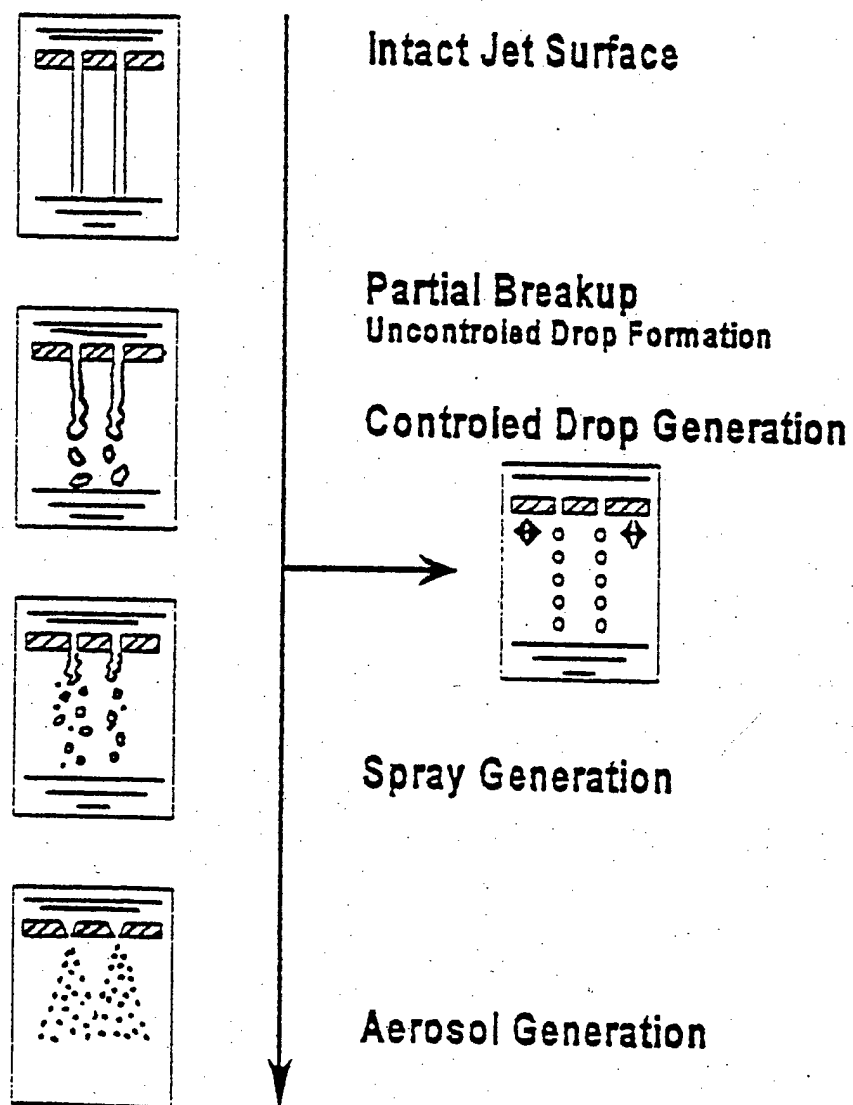 Intact Jet Surface
Partial Breakup
Uncontroled Drop Formation
Controled Drop Generation
Spray Generation
Aerosol Generation